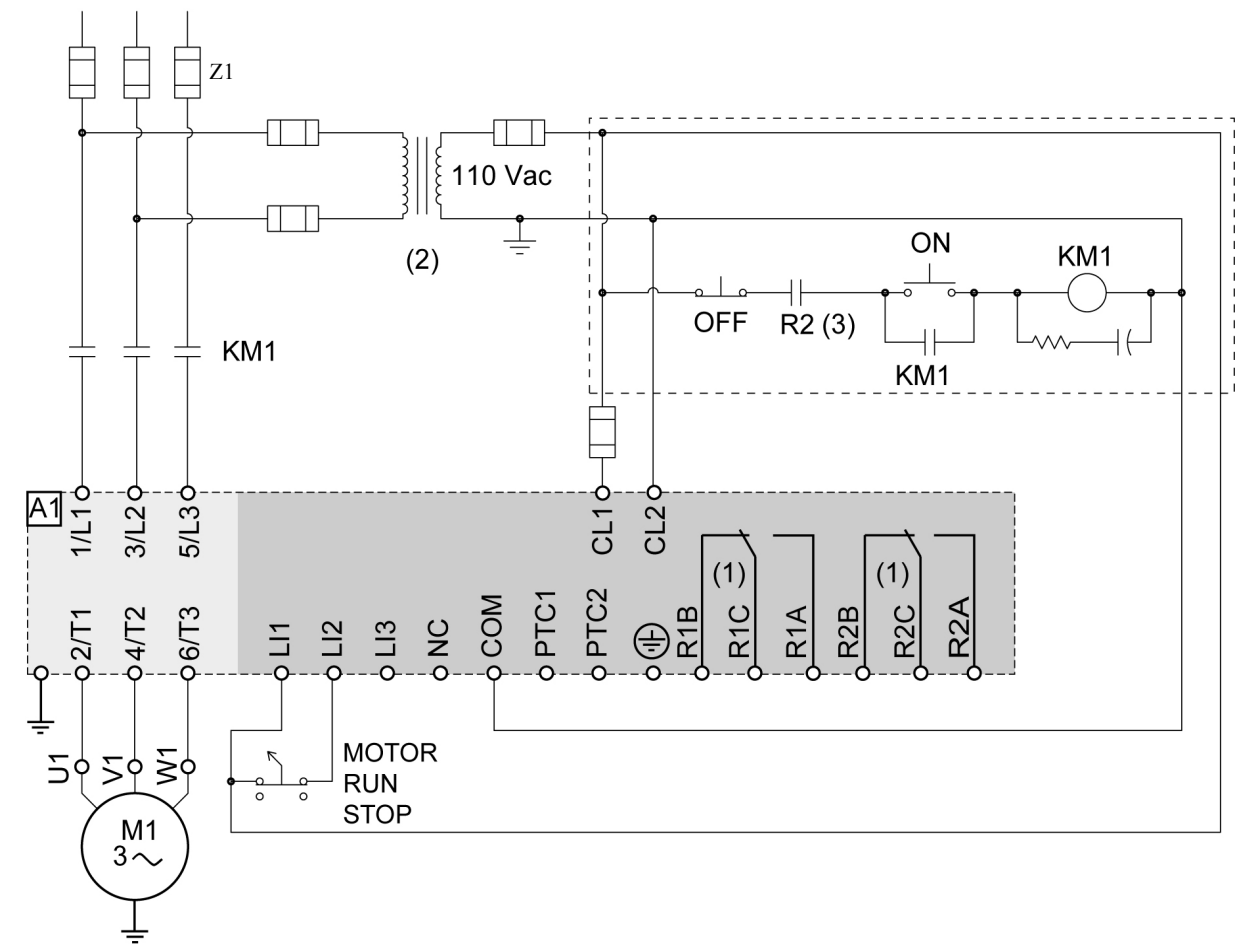 Z1
110 Vac
(2)
ON
KM1
OFF
R2 (3)
KM1
KM1
A1
1/L1
3/L2
5/L3
CL1
CL2
2/T1
4/T2
6/T3
LI1
LI2
LI3
NC
COM
PTC1
PTC2
R1B
(1)
R1C
R1A
R2B
(1)
R2C
R2A
U1
V1
W1
MOTOR
RUN
STOP
M1
3